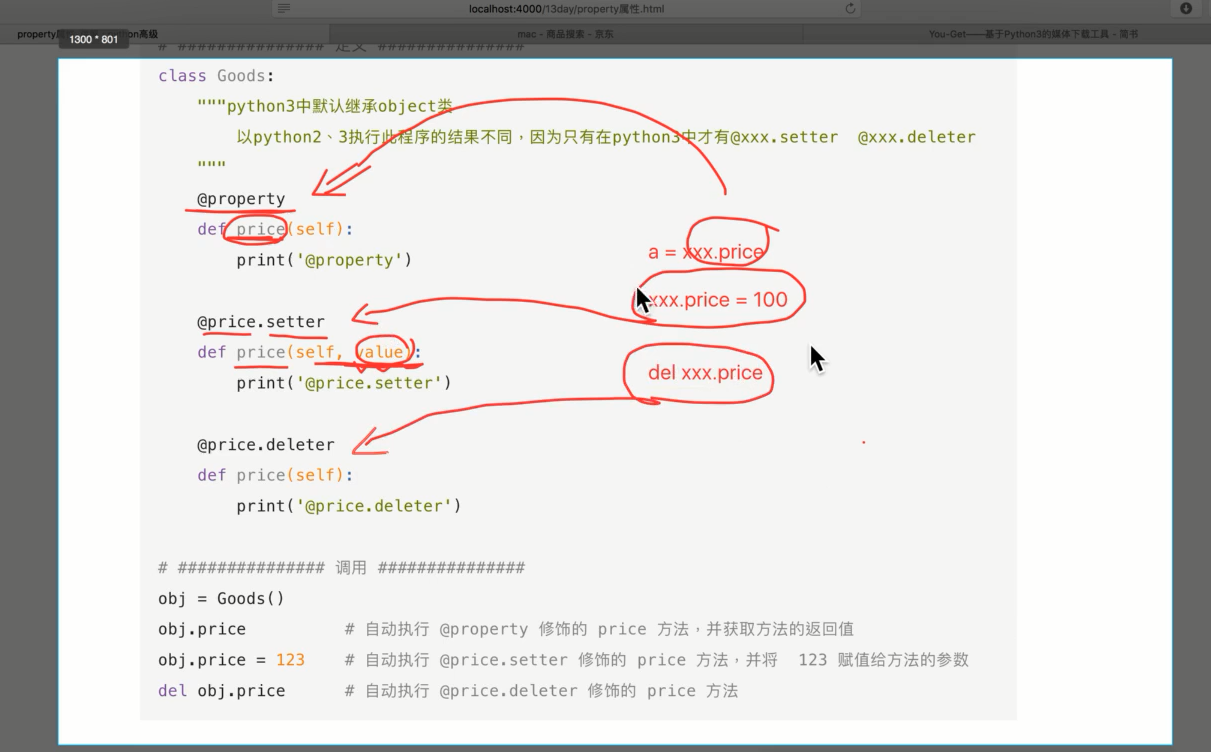 localhost:4000/13day/property属性.html
mac - 商品搜索 - 京东
You-Get——基于Python3的媒体下载工具 - 简书
1300 * 801
# ############### 定义 ###############
class Goods:
"""python3中默认继承object类
以python2、3执行此程序的结果不同，因为只有在python3中才有@xxx.setter @xxx.deleter
"""
@property
def price(self):
print('@property')
a = xxx.price
xxx.price = 100
@price.setter
def price(self, value):
print('@price.setter')
del xxx.price
@price.deleter
def price(self):
print('@price.deleter')
# ############### 调用 ###############
obj = Goods()
obj.price # 自动执行 @property 修饰的 price 方法，并获取方法的返回值
obj.price = 123 # 自动执行 @price.setter 修饰的 price 方法，并将 123 赋值给方法的参数
del obj.price # 自动执行 @price.deleter 修饰的 price 方法